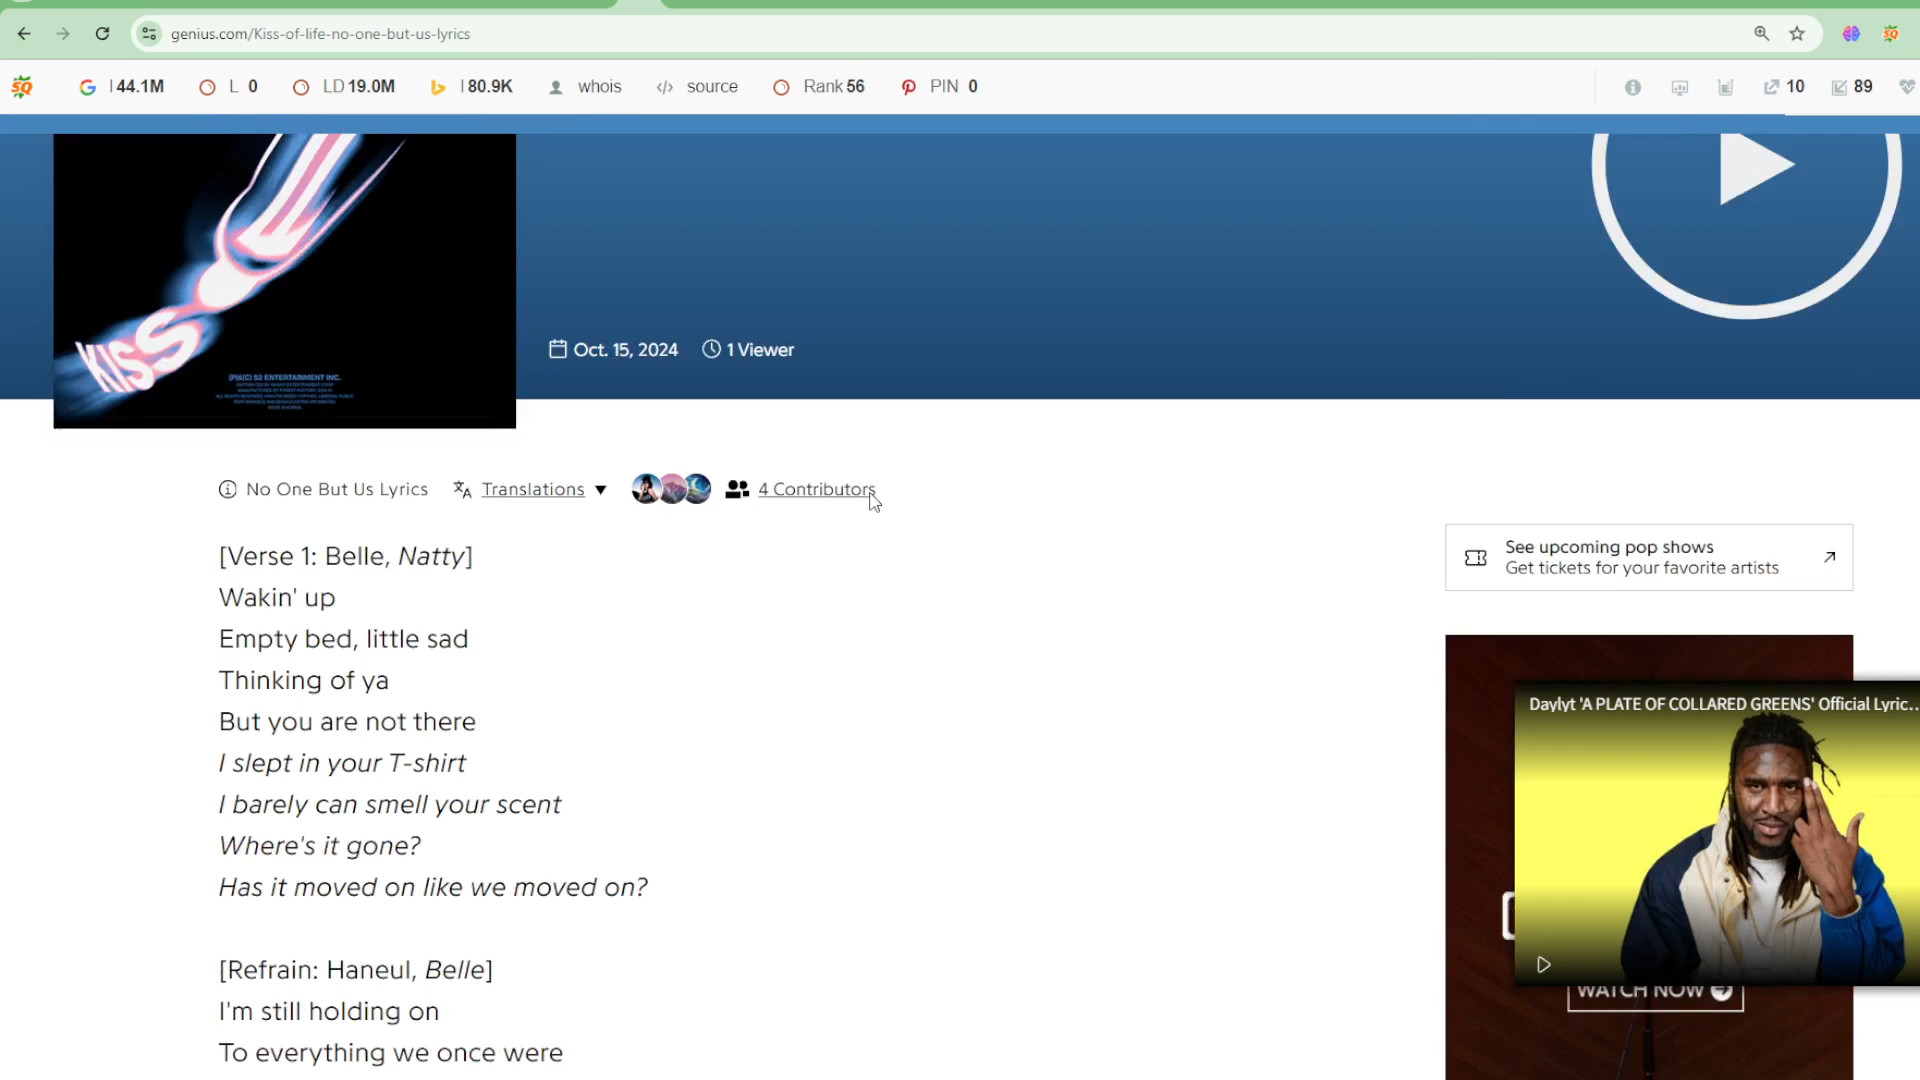 genius.com/Kiss-of-life-no-one-but-us-lyrics
SQ
SQ
G I 44.1M L 0 LD 19.0M I 80.9K whois source Rank 56 PIN 0 10 89
KISS
(P)&(C) S2 ENTERTAINMENT INC.
Oct. 15, 2024 1 Viewer
No One But Us Lyrics Translations 4 Contributors
[Verse 1: Belle, Natty]
Wakin' up
Empty bed, little sad
Thinking of ya
But you are not there
I slept in your T-shirt
I barely can smell your scent
Where's it gone?
Has it moved on like we moved on?
[Refrain: Haneul, Belle]
I'm still holding on
To everything we once were
See upcoming pop shows
Get tickets for your favorite artists
Daylyt 'A PLATE OF COLLARED GREENS' Official Lyric...
WATCH NOW